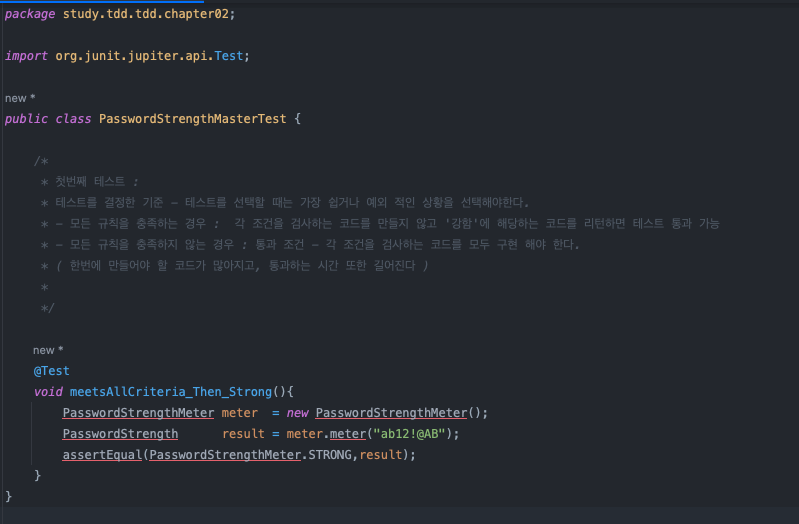 package study.tdd.tdd.chapter02;
import org.junit.jupiter.api.Test;
new *
public class PasswordStrengthMasterTest {
/*
* 첫번째 테스트 :
* 테스트를 결정한 기준 – 테스트를 선택할 때는 가장 쉽거나 예외 적인 상황을 선택해야한다.
* – 모든 규칙을 충족하는 경우 :  각 조건을 검사하는 코드를 만들지 않고 '강함'에 해당하는 코드를 리턴하면 테스트 통과 가능
* – 모든 규칙을 충족하지 않는 경우 : 통과 조건 – 각 조건을 검사하는 코드를 모두 구현 해야 한다.
* ( 한번에 만들어야 할 코드가 많아지고, 통과하는 시간 또한 길어진다 )
*
*/
new *
@Test
void meetsAllCriteria_Then_Strong(){
PasswordStrengthMeter meter  = new PasswordStrengthMeter();
PasswordStrength      result = meter.meter("ab12!@AB");
assertEqual(PasswordStrengthMeter.STRONG,result);
}
}